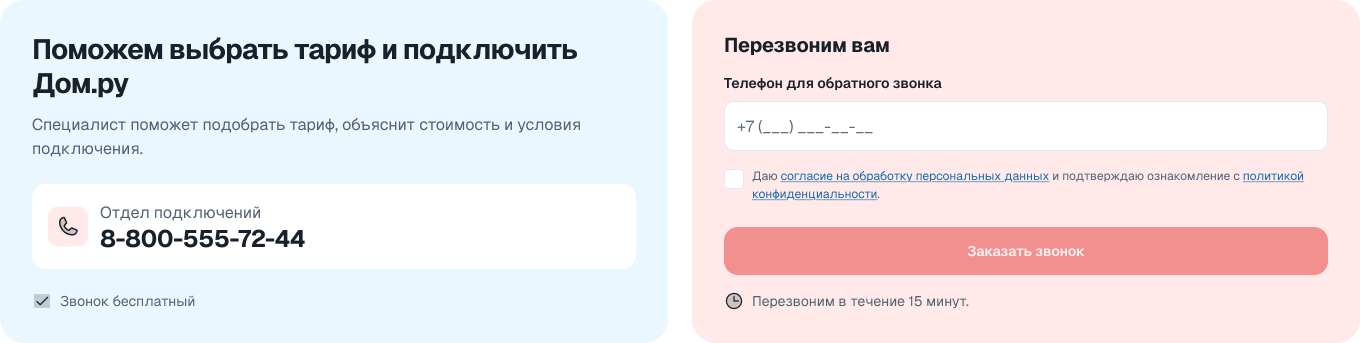 Поможем выбрать тариф и подключить
Дом.ру
Специалист поможет подобрать тариф, объяснит стоимость и условия
подключения.
Отдел подключений
8-800-555-72-44
Звонок бесплатный
Перезвоним вам
Телефон для обратного звонка
+7 (___) ___-__-__
Даю согласие на обработку персональных данных и подтверждаю ознакомление с политикой
конфиденциальности.
Заказать звонок
Перезвоним в течение 15 минут.